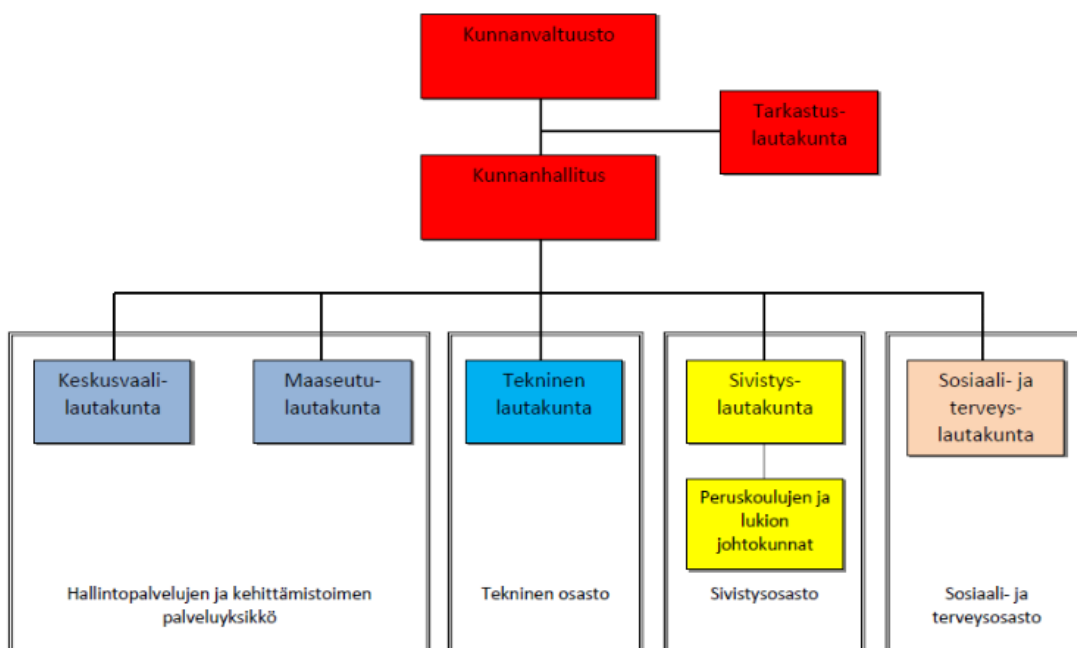 Kunnanvaltuusto
Tarkastus-
lautakunta
Kunnanhallitus
Keskusvaali-
lautakunta
Maaseutu-
lautakunta
Tekninen
lautakunta
Sivistys-
lautakunta
Sosiaali- ja
terveys-
lautakunta
Peruskoulujen ja
lukion
johtokunnat
Hallintopalvelujen ja kehittämistoimen
palveluyksikkö
Tekninen osasto
Sivistysosasto
Sosiaali- ja
terveysosasto